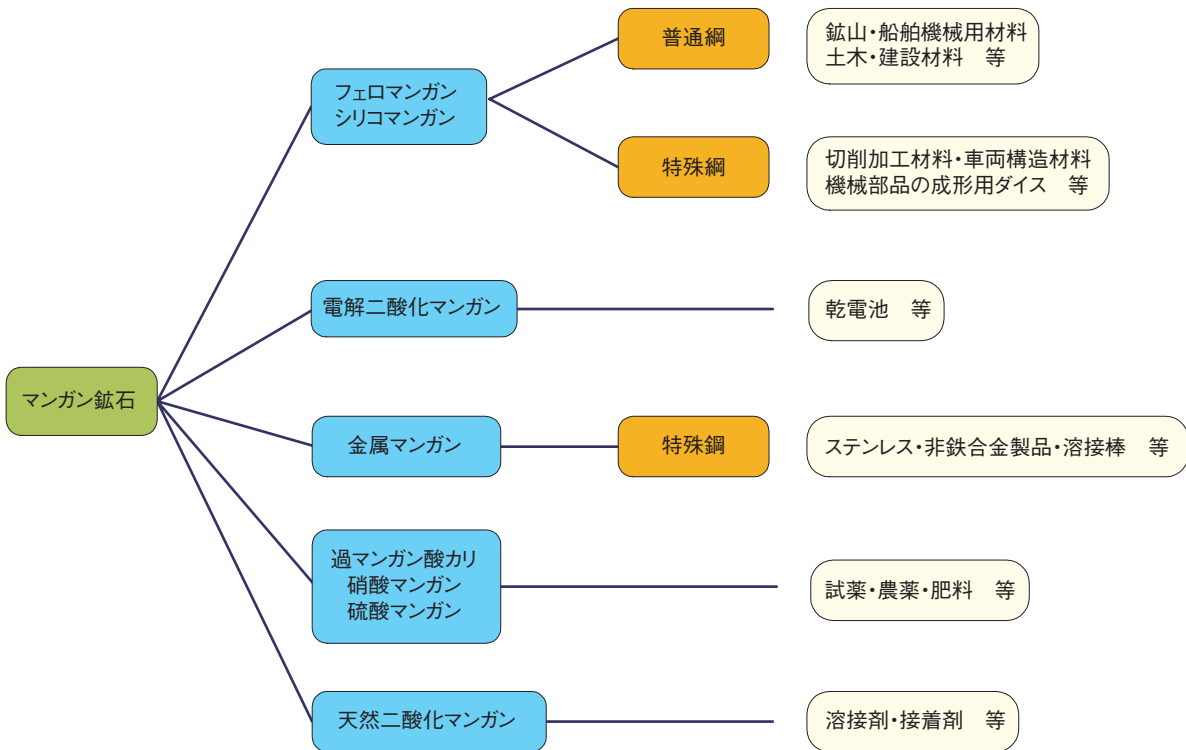 普通綱
鉱山・船舶機械用材料
土木・建設材料　等
フェロマンガン
シリコマンガン
特殊綱
切削加工材料・車両構造材料
機械部品の成形用ダイス　等
電解二酸化マンガン
乾電池　等
マンガン鉱石
金属マンガン
特殊鋼
ステンレス・非鉄合金製品・溶接棒　等
過マンガン酸カリ
硝酸マンガン
硫酸マンガン
試薬・農薬・肥料　等
天然二酸化マンガン
溶接剤・接着剤　等